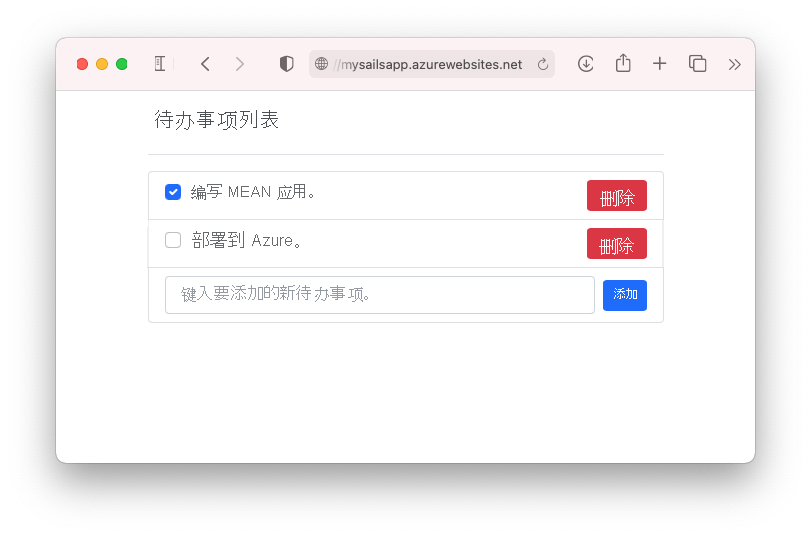 //mysailsapp.azurewebsites.net
待办事项列表
编写 MEAN 应用。
删除
部署到 Azure。
删除
键入要添加的新待办事项。
添加